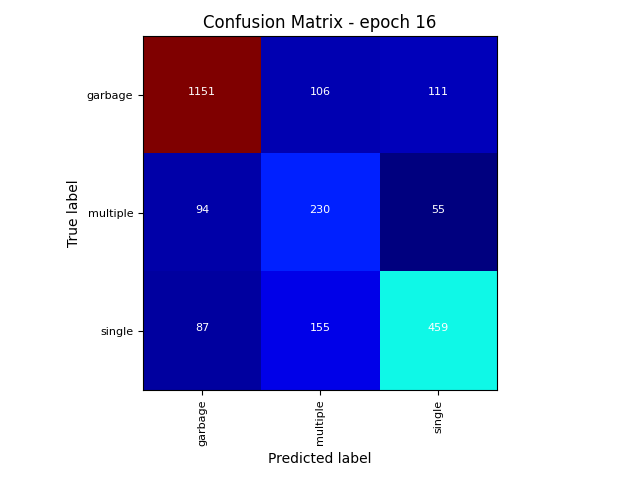 Confusion Matrix - epoch 16
True label
garbage 1151 106 111
multiple 94 230 55
single 87 155 459
garbage multiple single
Predicted label